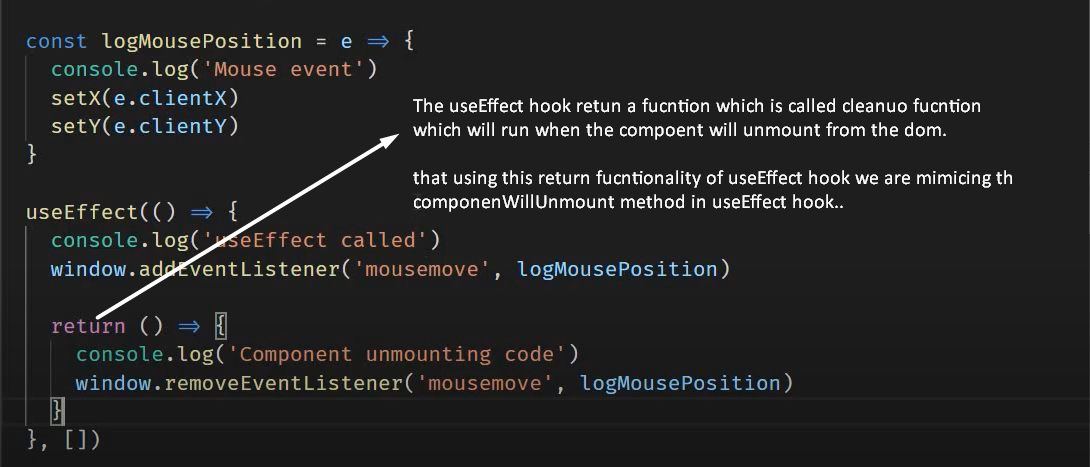 const logMousePosition = e => {
console.log('Mouse event')
setX(e.clientX)
setY(e.clientY)
}
The useEffect hook retun a fucntion which is called cleanuo fucntion
which will run when the compoent will unmount from the dom.
that using this return fucntionality of useEffect hook we are mimicing th
componenWillUnmount method in useEffect hook..
useEffect(() => {
console.log('useEffect called')
window.addEventListener('mousemove', logMousePosition)
return () => {
console.log('Component unmounting code')
window.removeEventListener('mousemove', logMousePosition)
}
}, [])